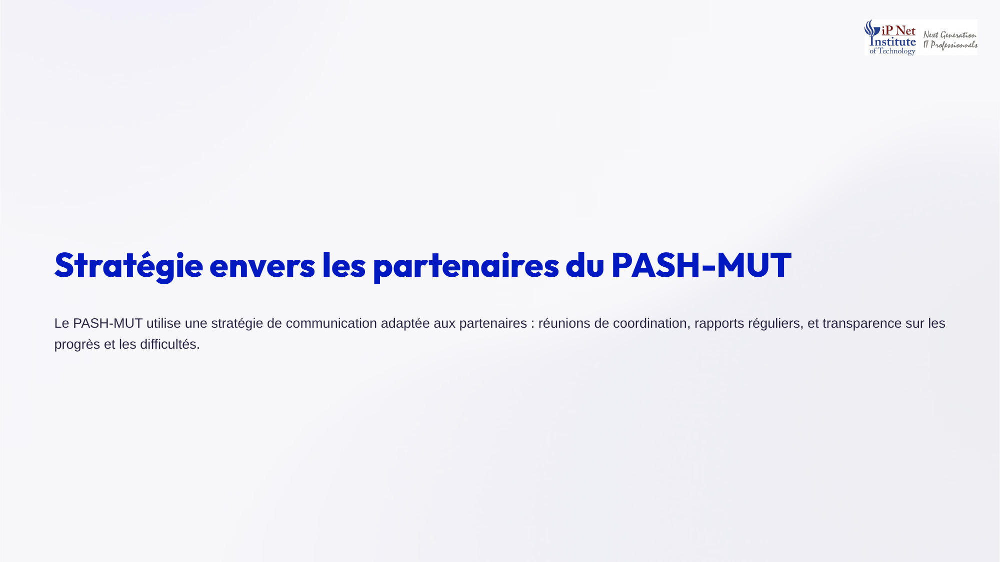 iP Net
Institute
of Technology
Next Generation
IT Professionnels
Stratégie envers les partenaires du PASH-MUT
Le PASH-MUT utilise une stratégie de communication adaptée aux partenaires : réunions de coordination, rapports réguliers, et transparence sur les
progrès et les difficultés.